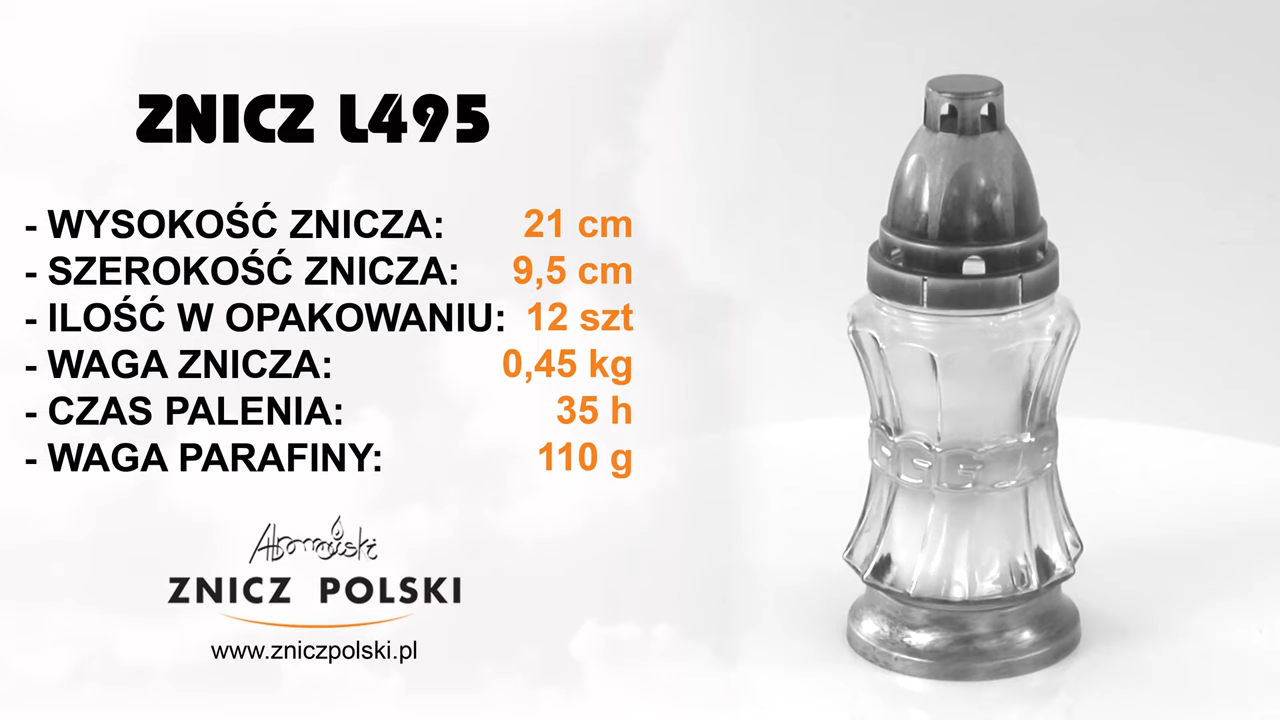 ZNICZ L495
- WYSOKOŚĆ ZNICZA: 21 cm
- SZEROKOŚĆ ZNICZA: 9,5 cm
- ILOŚĆ W OPAKOWANIU: 12 szt
- WAGA ZNICZA: 0,45 kg
- CZAS PALENIA: 35 h
- WAGA PARAFINY: 110 g
ZNICZ POLSKI
www.zniczpolski.pl